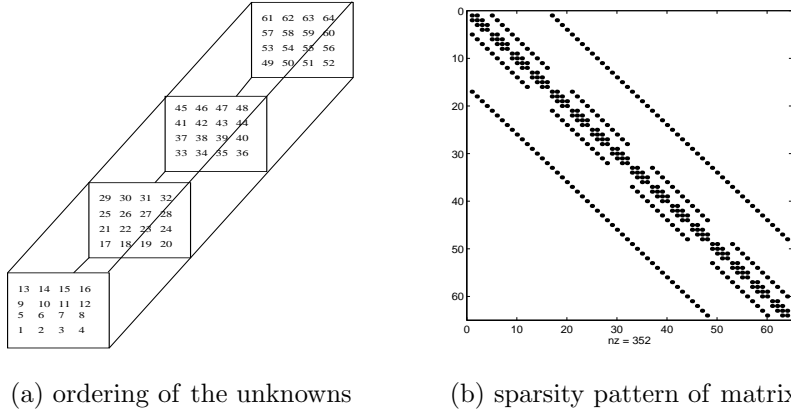 61 62 63 64
57 58 59 60
53 54 55 56
49 50 51 52
45 46 47 48
41 42 43 44
37 38 39 40
33 34 35 36
29 30 31 32
25 26 27 28
21 22 23 24
17 18 19 20
13 14 15 16
9 10 11 12
5 6 7 8
1 2 3 4
0
10
20
30
40
50
60
0 10 20 30 40 50 60
nz = 352
(a) ordering of the unknowns
(b) sparsity pattern of matrix